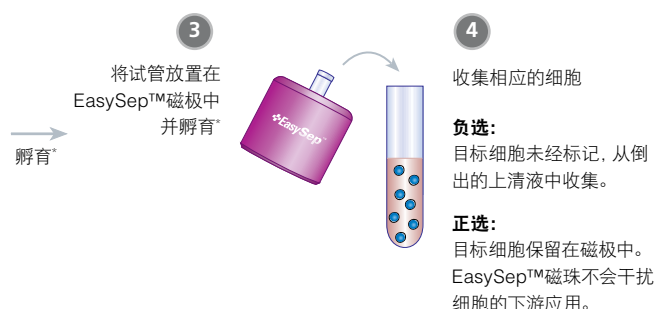 孵育*
3
将试管放置在
EasySep™磁极中
并孵育*
EasySep™
4
收集相应的细胞
负选:
目标细胞未经标记, 从倒
出的上清液中收集。
正选:
目标细胞保留在磁极中。
EasySep™磁珠不会干扰
细胞的下游应用。